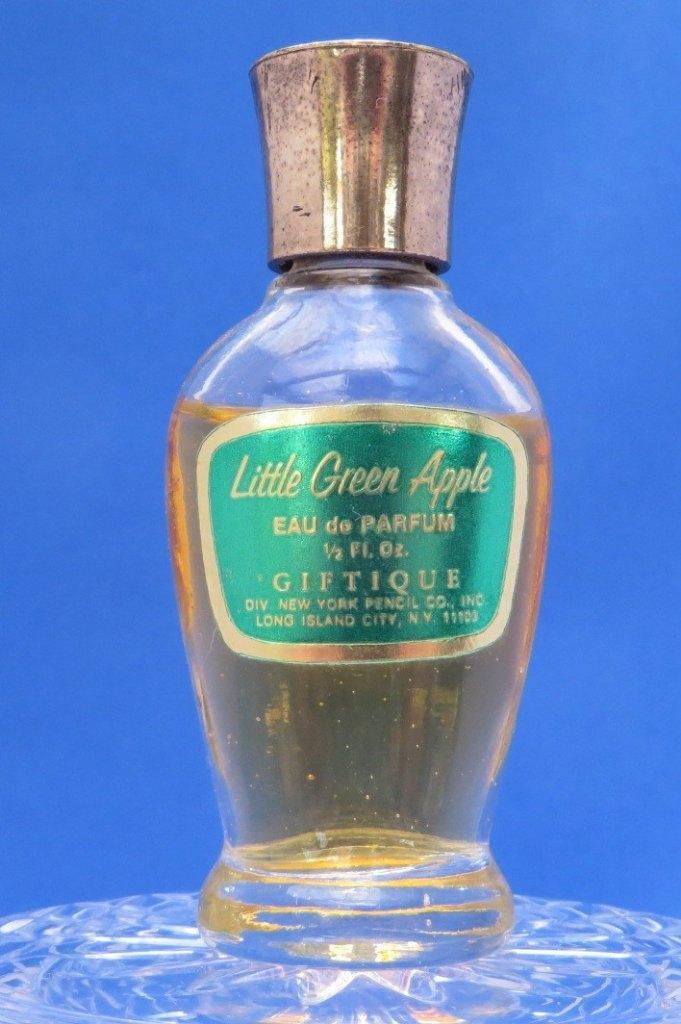 Little Green Apple
EAU de PARFUM
½ Fl. Oz.
GIFTIQUE
DIV. NEW YORK PENCIL CO., INC.
LONG ISLAND CITY, N.Y. 11103